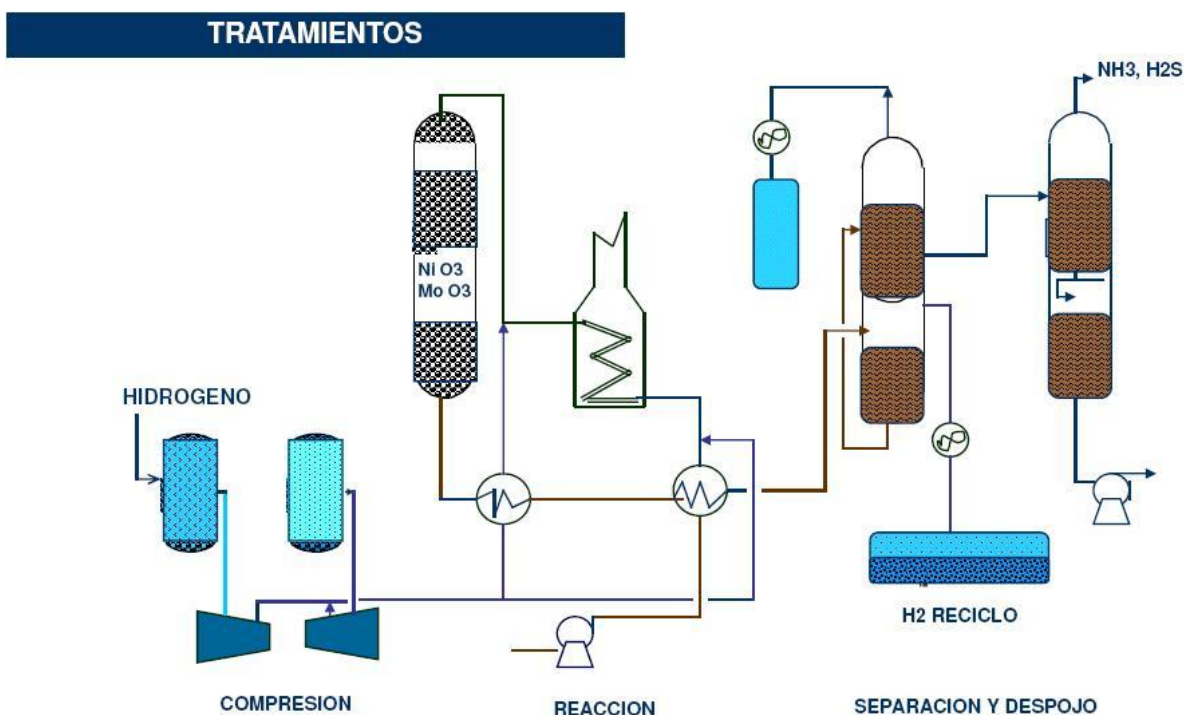 TRATAMIENTOS
NH3, H2S
Ni O3
Mo O3
HIDROGENO
H2 RECICLO
COMPRESION
REACCION
SEPARACION Y DESPOJO